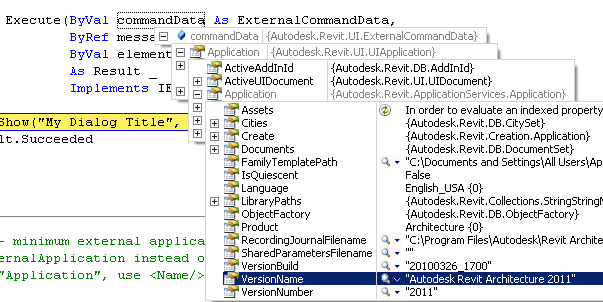 Execute(ByVal commandData As ExternalCommandData,
commandData {Autodesk.Revit.UI.ExternalCommandData}
ByRef messa
Application {Autodesk.Revit.UI.UIApplication}
ByVal element
ActiveAddInId {Autodesk.Revit.DB.AddInId}
As Result _
ActiveUIDocument {Autodesk.Revit.UI.UIDocument}
Implements IE
Application {Autodesk.Revit.ApplicationServices.Application}
Assets In order to evaluate an indexed property
Show("My Dialog Title", Cities {Autodesk.Revit.DB.CitySet}
lt.Succeeded Create {Autodesk.Revit.Creation.Application}
Documents {Autodesk.Revit.DB.DocumentSet}
FamilyTemplatePath "C:\Documents and Settings\All Users\Ap
IsQuiescent False
Language English_USA {0}
LibraryPaths {Autodesk.Revit.Collections.StringStringM
ObjectFactory {Autodesk.Revit.DB.ObjectFactory}
Product Architecture {0}
- minimum external applica RecordingJournalFilename "C:\Program Files\Autodesk\Revit Archite
ernalApplication instead o SharedParametersFilename ""
VersionBuild "20100326_1700"
"Application", use <Name/> VersionName "Autodesk Revit Architecture 2011"
VersionNumber "2011"